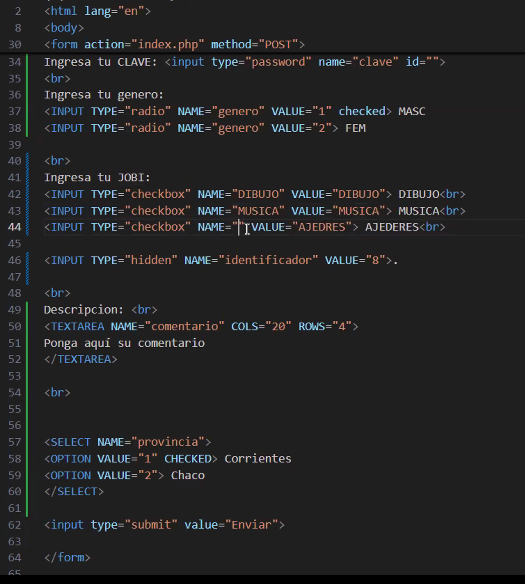 2 <html lang="en">
8 <body>
30 <form action="index.php" method="POST">
34 Ingresa tu CLAVE: <input type="password" name="clave" id="">
35 <br>
36 Ingresa tu genero:
37 <INPUT TYPE="radio" NAME="genero" VALUE="1" checked> MASC
38 <INPUT TYPE="radio" NAME="genero" VALUE="2"> FEM
39
40 <br>
41 Ingresa tu JOBI:
42 <INPUT TYPE="checkbox" NAME="DIBUJO" VALUE="DIBUJO"> DIBUJO<br>
43 <INPUT TYPE="checkbox" NAME="MUSICA" VALUE="MUSICA"> MUSICA<br>
44 <INPUT TYPE="checkbox" NAME="" VALUE="AJEDRES"> AJEDERES<br>
45
46 <INPUT TYPE="hidden" NAME="identificador" VALUE="8">.
47
48 <br>
49 Descripcion: <br>
50 <TEXTAREA NAME="comentario" COLS="20" ROWS="4">
51 Ponga aquí su comentario
52 </TEXTAREA>
53
54 <br>
55
56
57 <SELECT NAME="provincia">
58 <OPTION VALUE="1" CHECKED> Corrientes
59 <OPTION VALUE="2"> Chaco
60 </SELECT>
61
62 <input type="submit" value="Enviar">
63
64 </form>
65